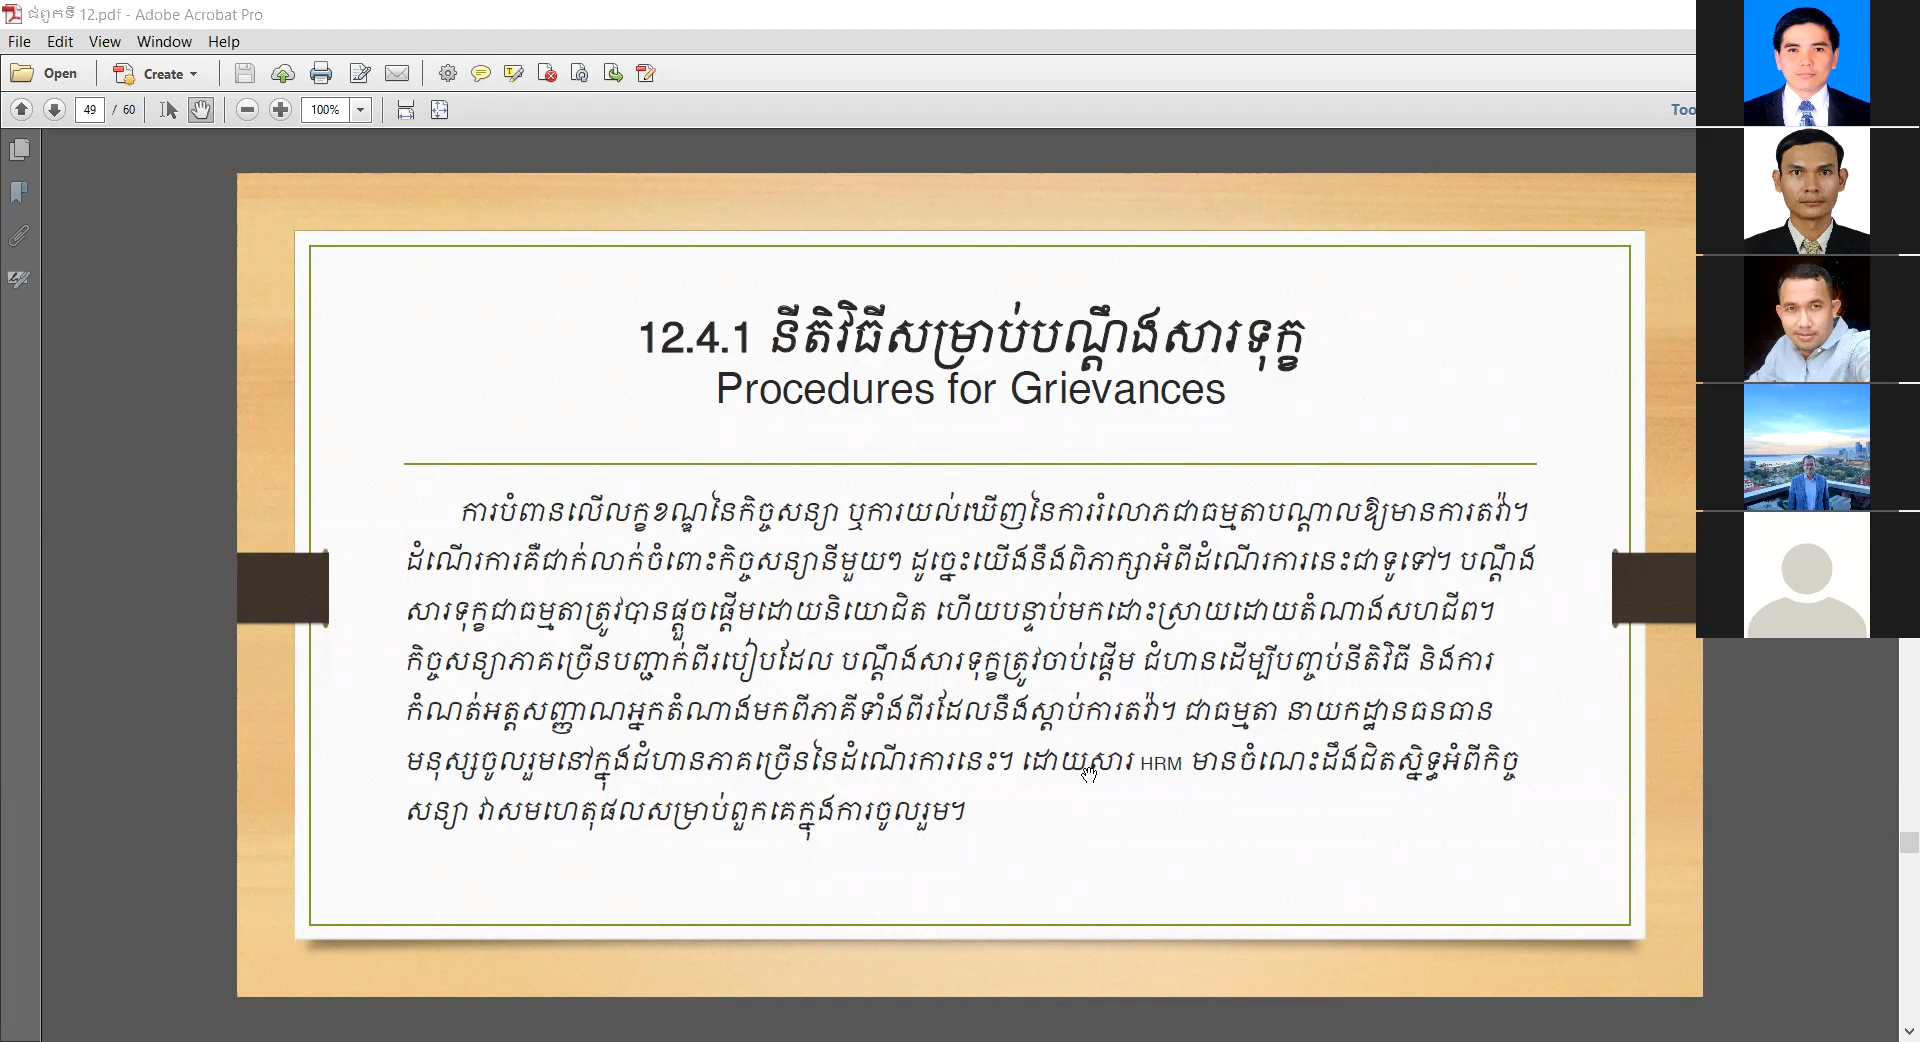 ជំពូកទី 12.pdf - Adobe Acrobat Pro
File Edit View Window Help
Open Create
49 / 60 100% Too
12.4.1 នីតិវិធីសម្រាប់បណ្ដឹងសារទុក្ខ
Procedures for Grievances
ការបំពានលើលក្ខខណ្ឌនៃកិច្ចសន្យា ឬការយល់ឃើញនៃការរំលោភជាធម្មតាបណ្ដាលឱ្យមានការតវ៉ា។
ដំណើរការគឺជាក់លាក់ចំពោះកិច្ចសន្យានីមួយៗ ដូច្នេះយើងនឹងពិភាក្សាអំពីដំណើរការនេះជាទូទៅ។ បណ្ដឹង
សារទុក្ខជាធម្មតាត្រូវបានផ្ដួចផ្ដើមដោយនិយោជិត ហើយបន្ទាប់មកដោះស្រាយដោយតំណាងសហជីព។
កិច្ចសន្យាភាគច្រើនបញ្ជាក់ពីរបៀបដែល បណ្ដឹងសារទុក្ខត្រូវចាប់ផ្ដើម ជំហានដើម្បីបញ្ចប់នីតិវិធី និងការ
កំណត់អត្តសញ្ញាណអ្នកតំណាងមកពីភាគីទាំងពីរដែលនឹងស្ដាប់ការតវ៉ា។ ជាធម្មតា នាយកដ្ឋានធនធាន
មនុស្សចូលរួមនៅក្នុងជំហានភាគច្រើននៃដំណើរការនេះ។ ដោយសារ HRM មានចំណេះដឹងជិតស្និទ្ធអំពីកិច្ច
សន្យា វាសមហេតុផលសម្រាប់ពួកគេក្នុងការចូលរួម។